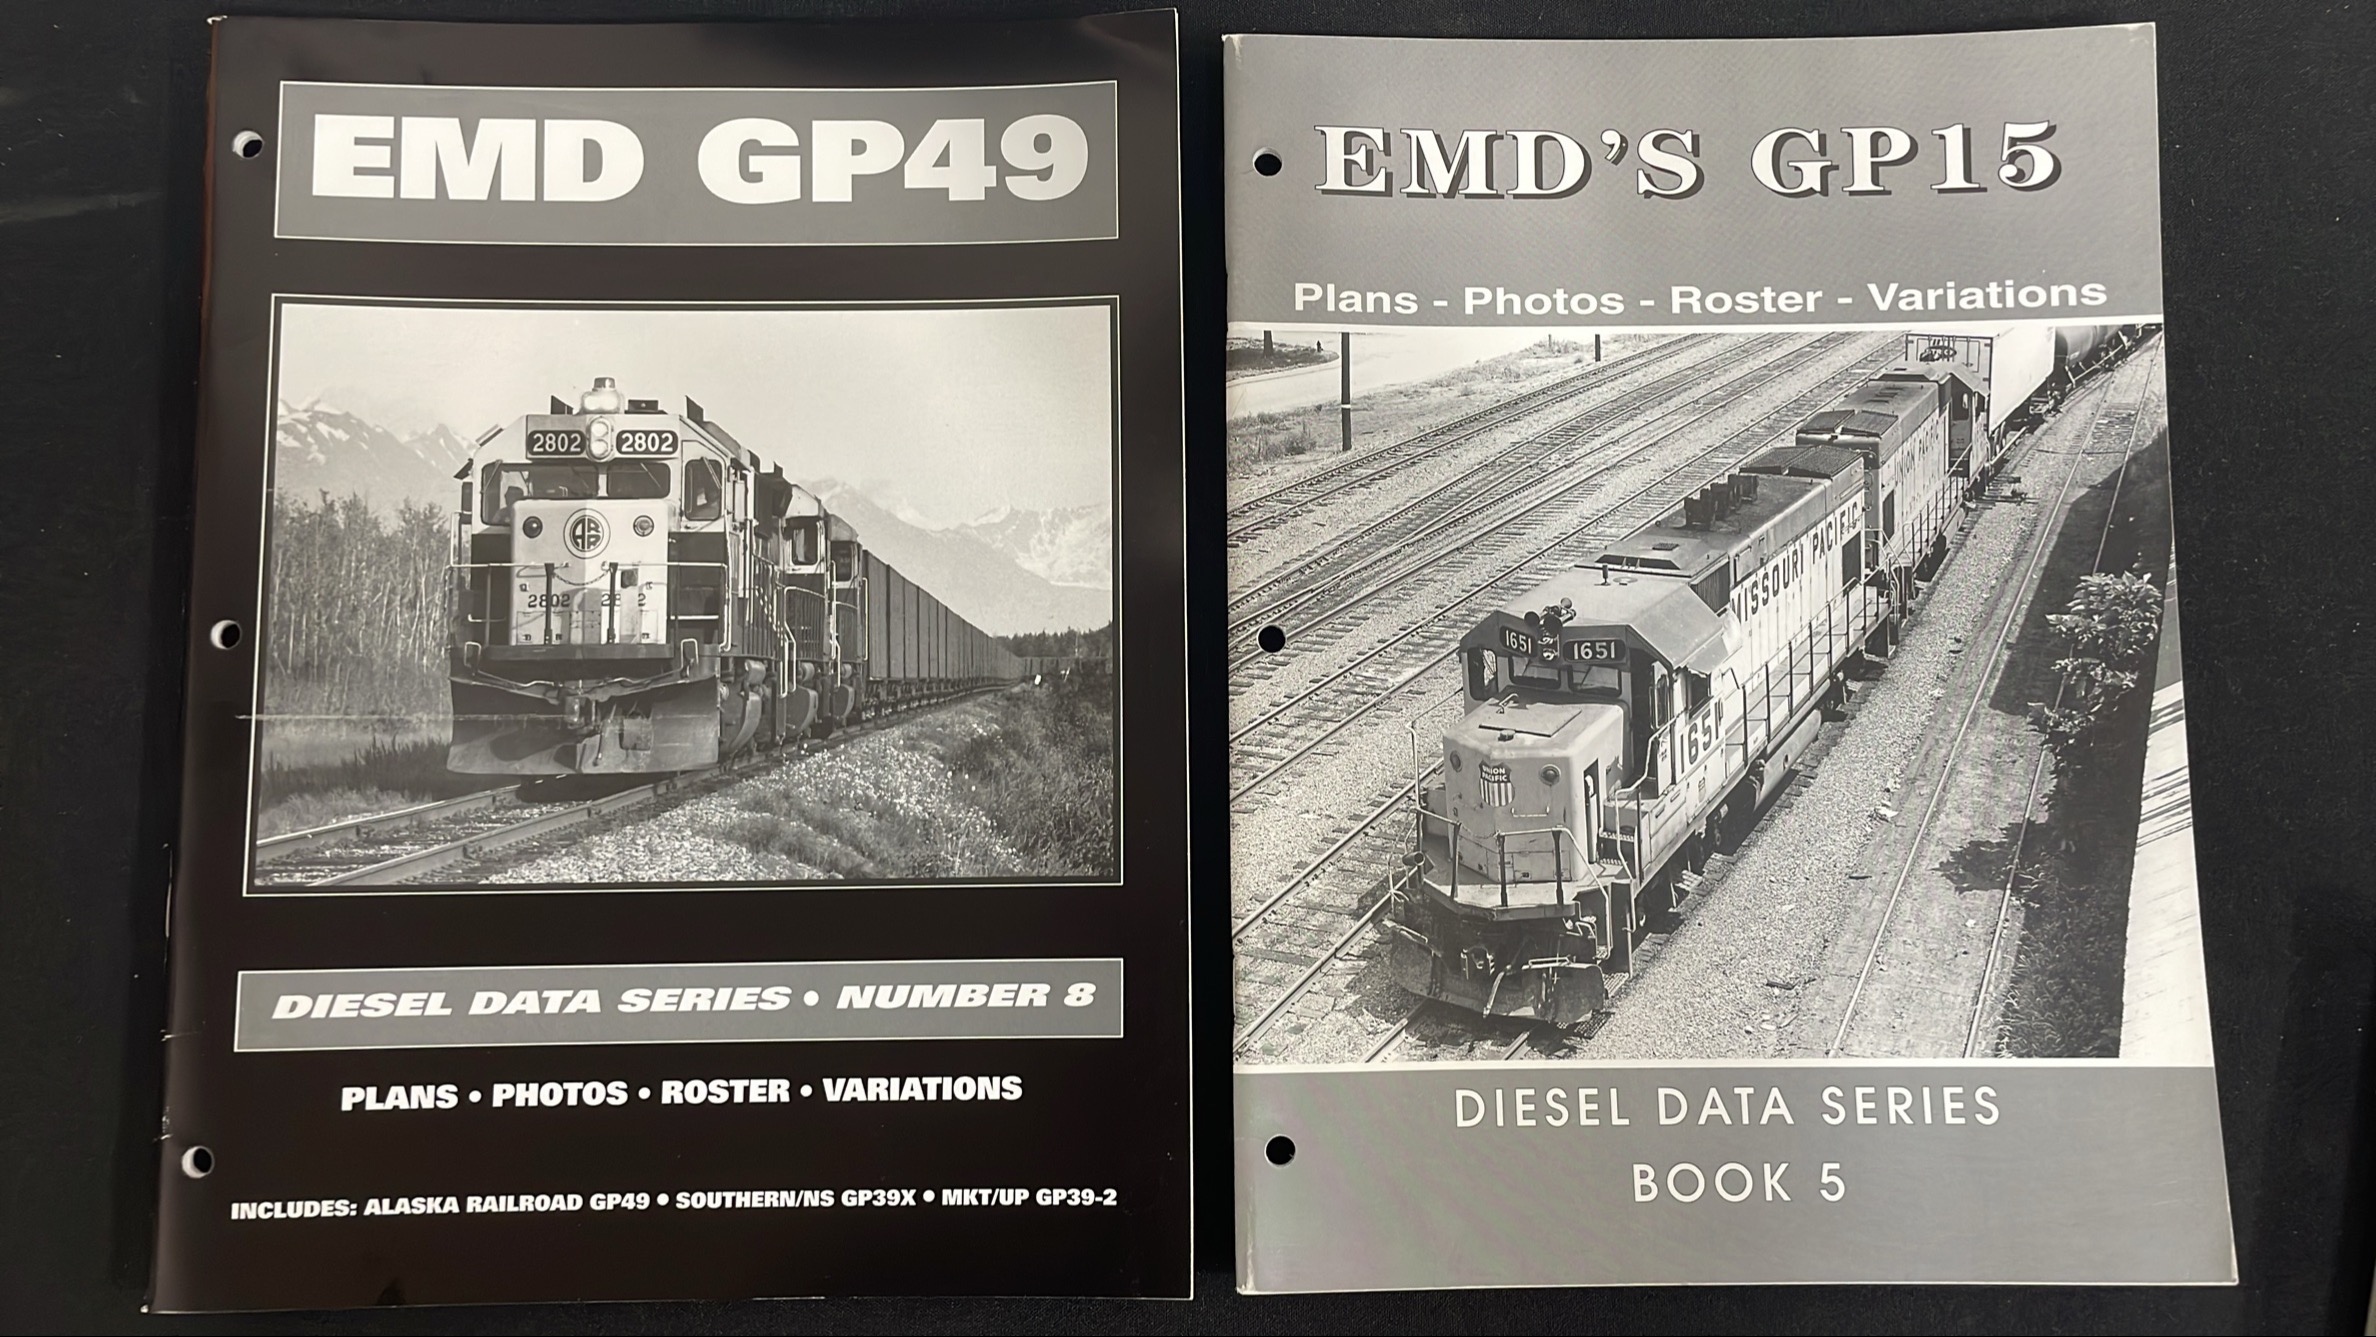 EMD GP49
2802 2802
2802
DIESEL DATA SERIES • NUMBER 8
PLANS • PHOTOS • ROSTER • VARIATIONS
INCLUDES: ALASKA RAILROAD GP49 • SOUTHERN/NS GP39X • MKT/UP GP39-2
EMD'S GP15
Plans - Photos - Roster - Variations
UNION PACIFIC
MISSOURI PACIFIC
1651 1651
1651
UNION
PACIFIC
DIESEL DATA SERIES
BOOK 5